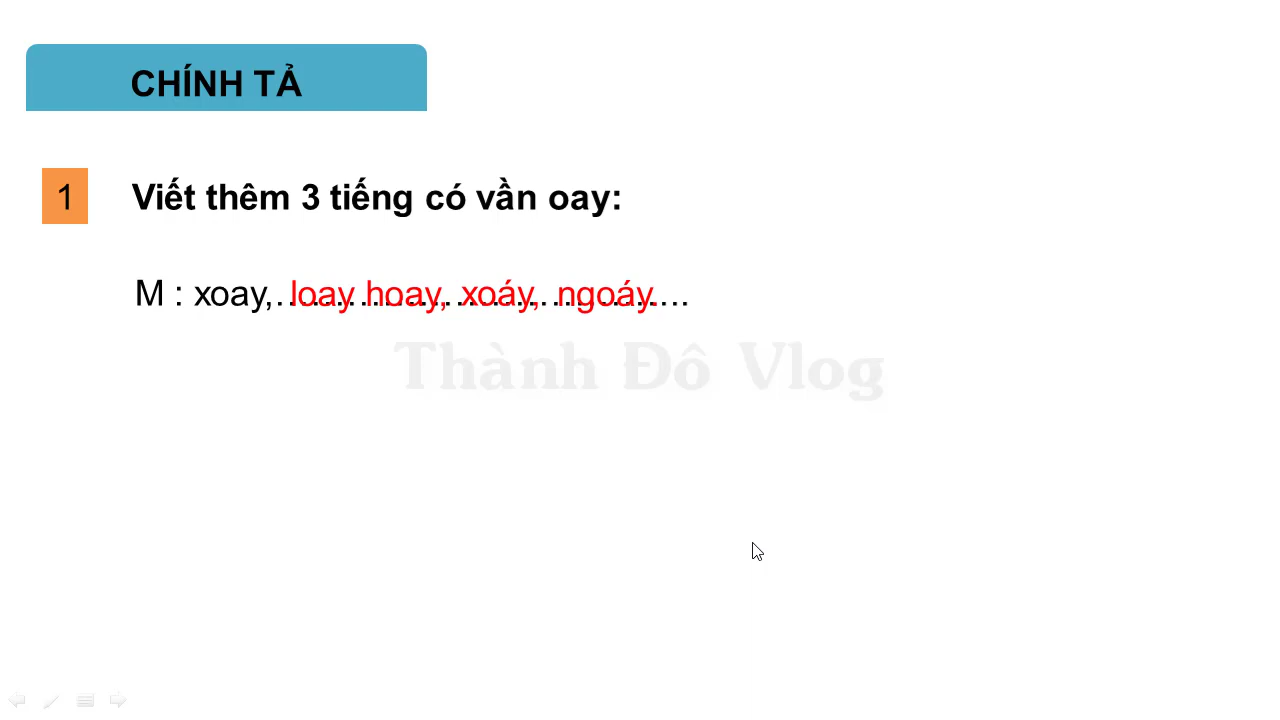 CHÍNH TẢ
1 Viết thêm 3 tiếng có vần oay:
M : xoay,………loay hoay, xoáy, ngoáy….
Thành Đô Vlog